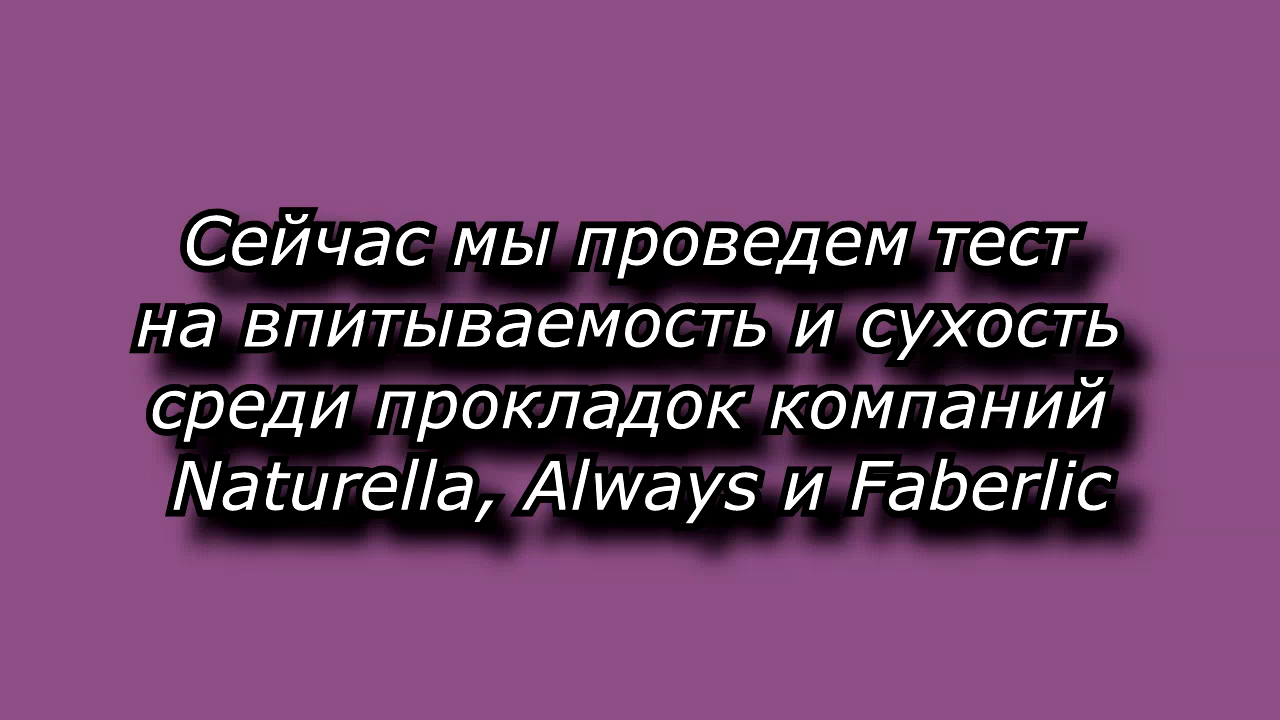 Сейчас мы проведем тест
на впитываемость и сухость
среди прокладок компаний
Naturella, Always и Faberlic